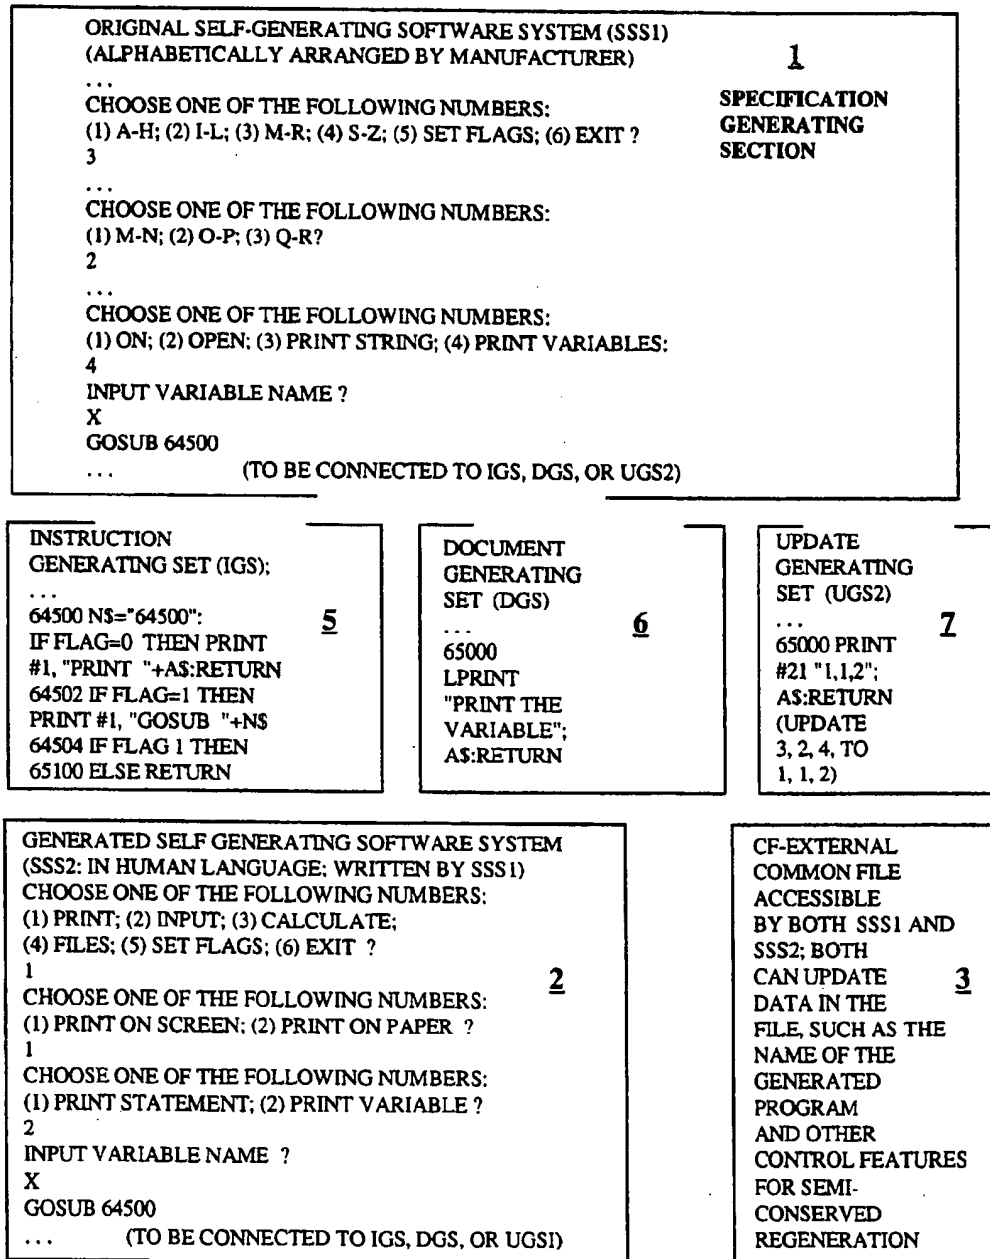 ORIGINAL SELF-GENERATING SOFTWARE SYSTEM (SSS1)
(ALPHABETICALLY ARRANGED BY MANUFACTURER)
...
CHOOSE ONE OF THE FOLLOWING NUMBERS:
(1) A-H; (2) I-L; (3) M-R; (4) S-Z; (5) SET FLAGS; (6) EXIT ?
3
...
CHOOSE ONE OF THE FOLLOWING NUMBERS:
(1) M-N; (2) O-P; (3) Q-R?
2
...
CHOOSE ONE OF THE FOLLOWING NUMBERS:
(1) ON; (2) OPEN; (3) PRINT STRING; (4) PRINT VARIABLES:
4
INPUT VARIABLE NAME ?
X
GOSUB 64500
... (TO BE CONNECTED TO IGS, DGS, OR UGS2)
1
SPECIFICATION
GENERATING
SECTION
INSTRUCTION
GENERATING SET (IGS);
...
64500 N$="64500":
IF FLAG=0 THEN PRINT
#1, "PRINT "+A$:RETURN
64502 IF FLAG=1 THEN
PRINT #1, "GOSUB "+N$
64504 IF FLAG 1 THEN
65100 ELSE RETURN
5
DOCUMENT
GENERATING
SET (DGS)
...
65000
LPRINT
"PRINT THE
VARIABLE";
A$:RETURN
6
UPDATE
GENERATING
SET (UGS2)
...
65000 PRINT
#21 "1,1,2";
A$:RETURN
(UPDATE
3, 2, 4, TO
1, 1, 2)
7
GENERATED SELF GENERATING SOFTWARE SYSTEM
(SSS2: IN HUMAN LANGUAGE: WRITTEN BY SSS1)
CHOOSE ONE OF THE FOLLOWING NUMBERS:
(1) PRINT; (2) INPUT; (3) CALCULATE;
(4) FILES; (5) SET FLAGS; (6) EXIT ?
1
CHOOSE ONE OF THE FOLLOWING NUMBERS:
(1) PRINT ON SCREEN; (2) PRINT ON PAPER ?
1
CHOOSE ONE OF THE FOLLOWING NUMBERS:
(1) PRINT STATEMENT; (2) PRINT VARIABLE ?
2
INPUT VARIABLE NAME ?
X
GOSUB 64500
... (TO BE CONNECTED TO IGS, DGS, OR UGSI)
2
CF-EXTERNAL
COMMON FILE
ACCESSIBLE
BY BOTH SSS1 AND
SSS2; BOTH
CAN UPDATE
DATA IN THE
FILE, SUCH AS THE
NAME OF THE
GENERATED
PROGRAM
AND OTHER
CONTROL FEATURES
FOR SEMI-
CONSERVED
REGENERATION
3